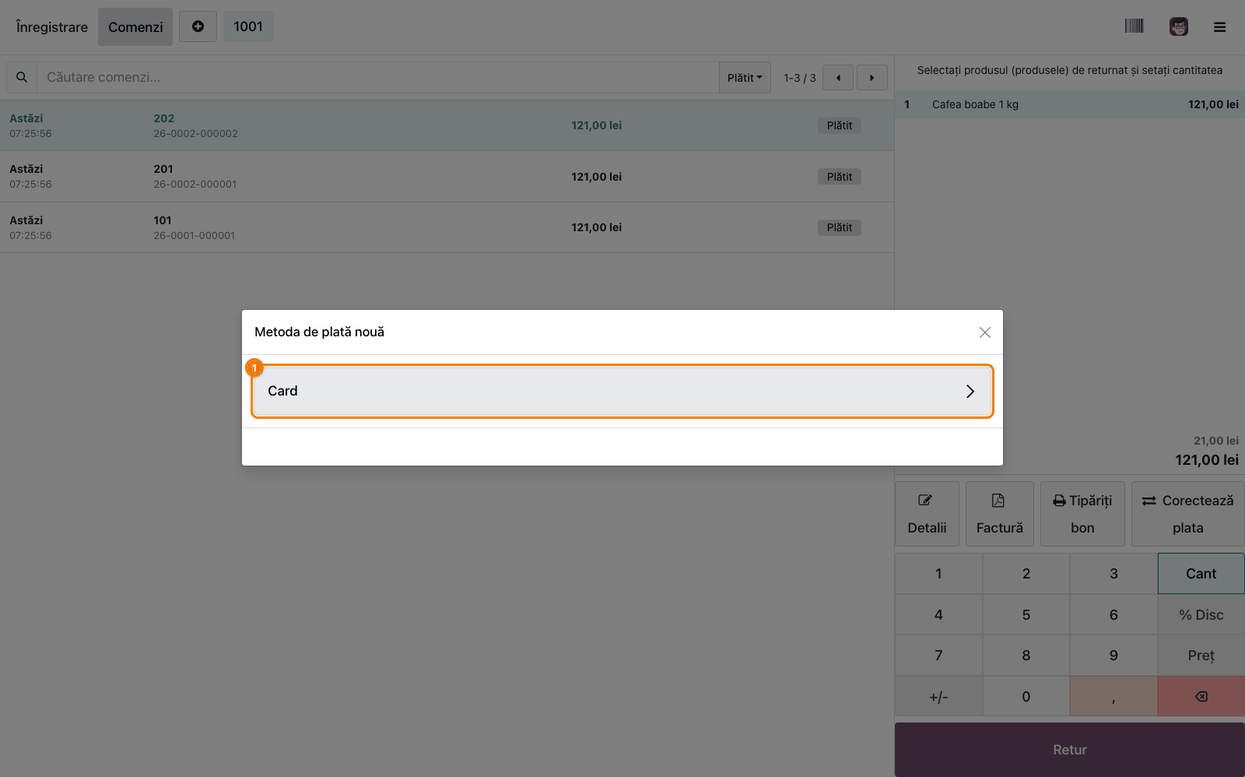 Înregistrare
Comenzi
1001
Căutare comenzi...
Plătit
1-3 / 3
Selectați produsul (produsele) de returnat și setați cantitatea
1 Cafea boabe 1 kg 121,00 lei
Astăzi 202 121,00 lei Plătit
07:25:56 26-0002-000002
Astăzi 201 121,00 lei Plătit
07:25:56 26-0002-000001
Astăzi 101 121,00 lei Plătit
07:25:56 26-0001-000001
Metoda de plată nouă
1
Card
21,00 lei
121,00 lei
Detalii
Factură
Tipăriți
bon
Corectează
plata
1 2 3 Cant
4 5 6 % Disc
7 8 9 Preț
+/- 0 ,
Retur